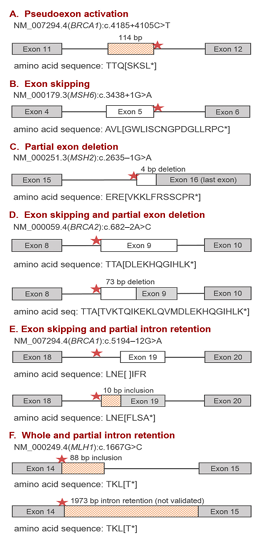 A. Pseudoexon activation
NM_007294.4(BRCA1):c.4185+4105C>T
114 bp
Exon 11 Exon 12
amino acid sequence: TTQ[SKSL*]
B. Exon skipping
NM_000179.3(MSH6):c.3438+1G>A
Exon 4 Exon 5 Exon 6
amino acid sequence: AVL[GWLISCNGPDGLLRPC*]
C. Partial exon deletion
NM_000251.3(MSH2):c.2635–1G>A
4 bp deletion
Exon 15 Exon 16 (last exon)
amino acid sequence: ERE[VKKLFRSSCPR*]
D. Exon skipping and partial exon deletion
NM_000059.4(BRCA2):c.682–2A>C
Exon 8 Exon 9 Exon 10
amino acid sequence: TTA[DLEKHQGIHLK*]
73 bp deletion
Exon 8 Exon 9 Exon 10
amino acid seq: TTA[TVKTQIKEKLQVMDLEKHQGIHLK*]
E. Exon skipping and partial intron retention
NM_007294.4(BRCA1):c.5194–12G>A
Exon 18 Exon 19 Exon 20
amino acid sequence: LNE[ ]IFR
10 bp inclusion
Exon 18 Exon 19 Exon 20
amino acid sequence: LNE[FLSA*]
F. Whole and partial intron retention
NM_000249.4(MLH1):c.1667G>C
88 bp inclusion
Exon 14 Exon 15
amino acid sequence: TKL[T*]
1973 bp intron retention (not validated)
Exon 14 Exon 15
amino acid sequence: TKL[T*]